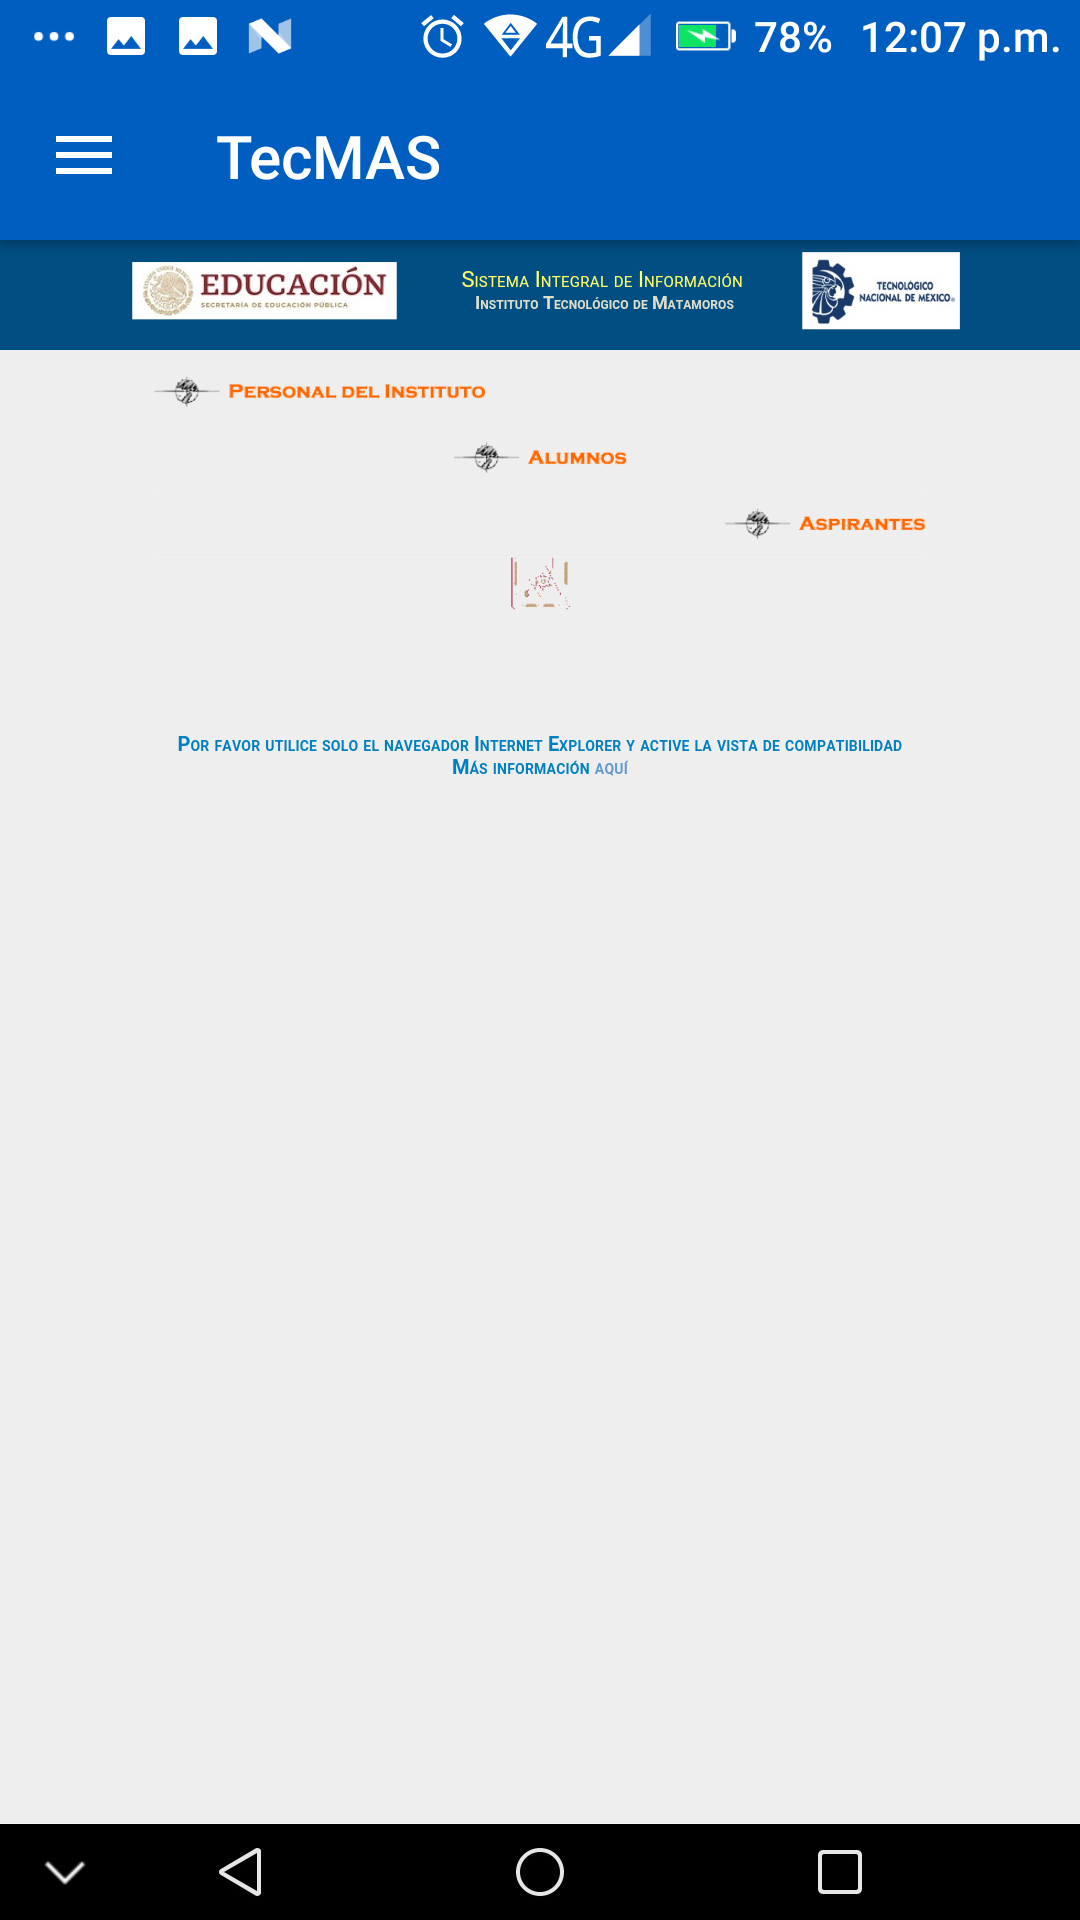 4G 78% 12:07 p.m.
TecMAS
EDUCACIÓN
SECRETARÍA DE EDUCACIÓN PÚBLICA
Sistema Integral de Información
Instituto Tecnológico de Matamoros
TECNOLÓGICO
NACIONAL DE MÉXICO®
Personal del Instituto
Alumnos
Aspirantes
Por favor utilice solo el navegador Internet Explorer y active la vista de compatibilidad
Más información aquí